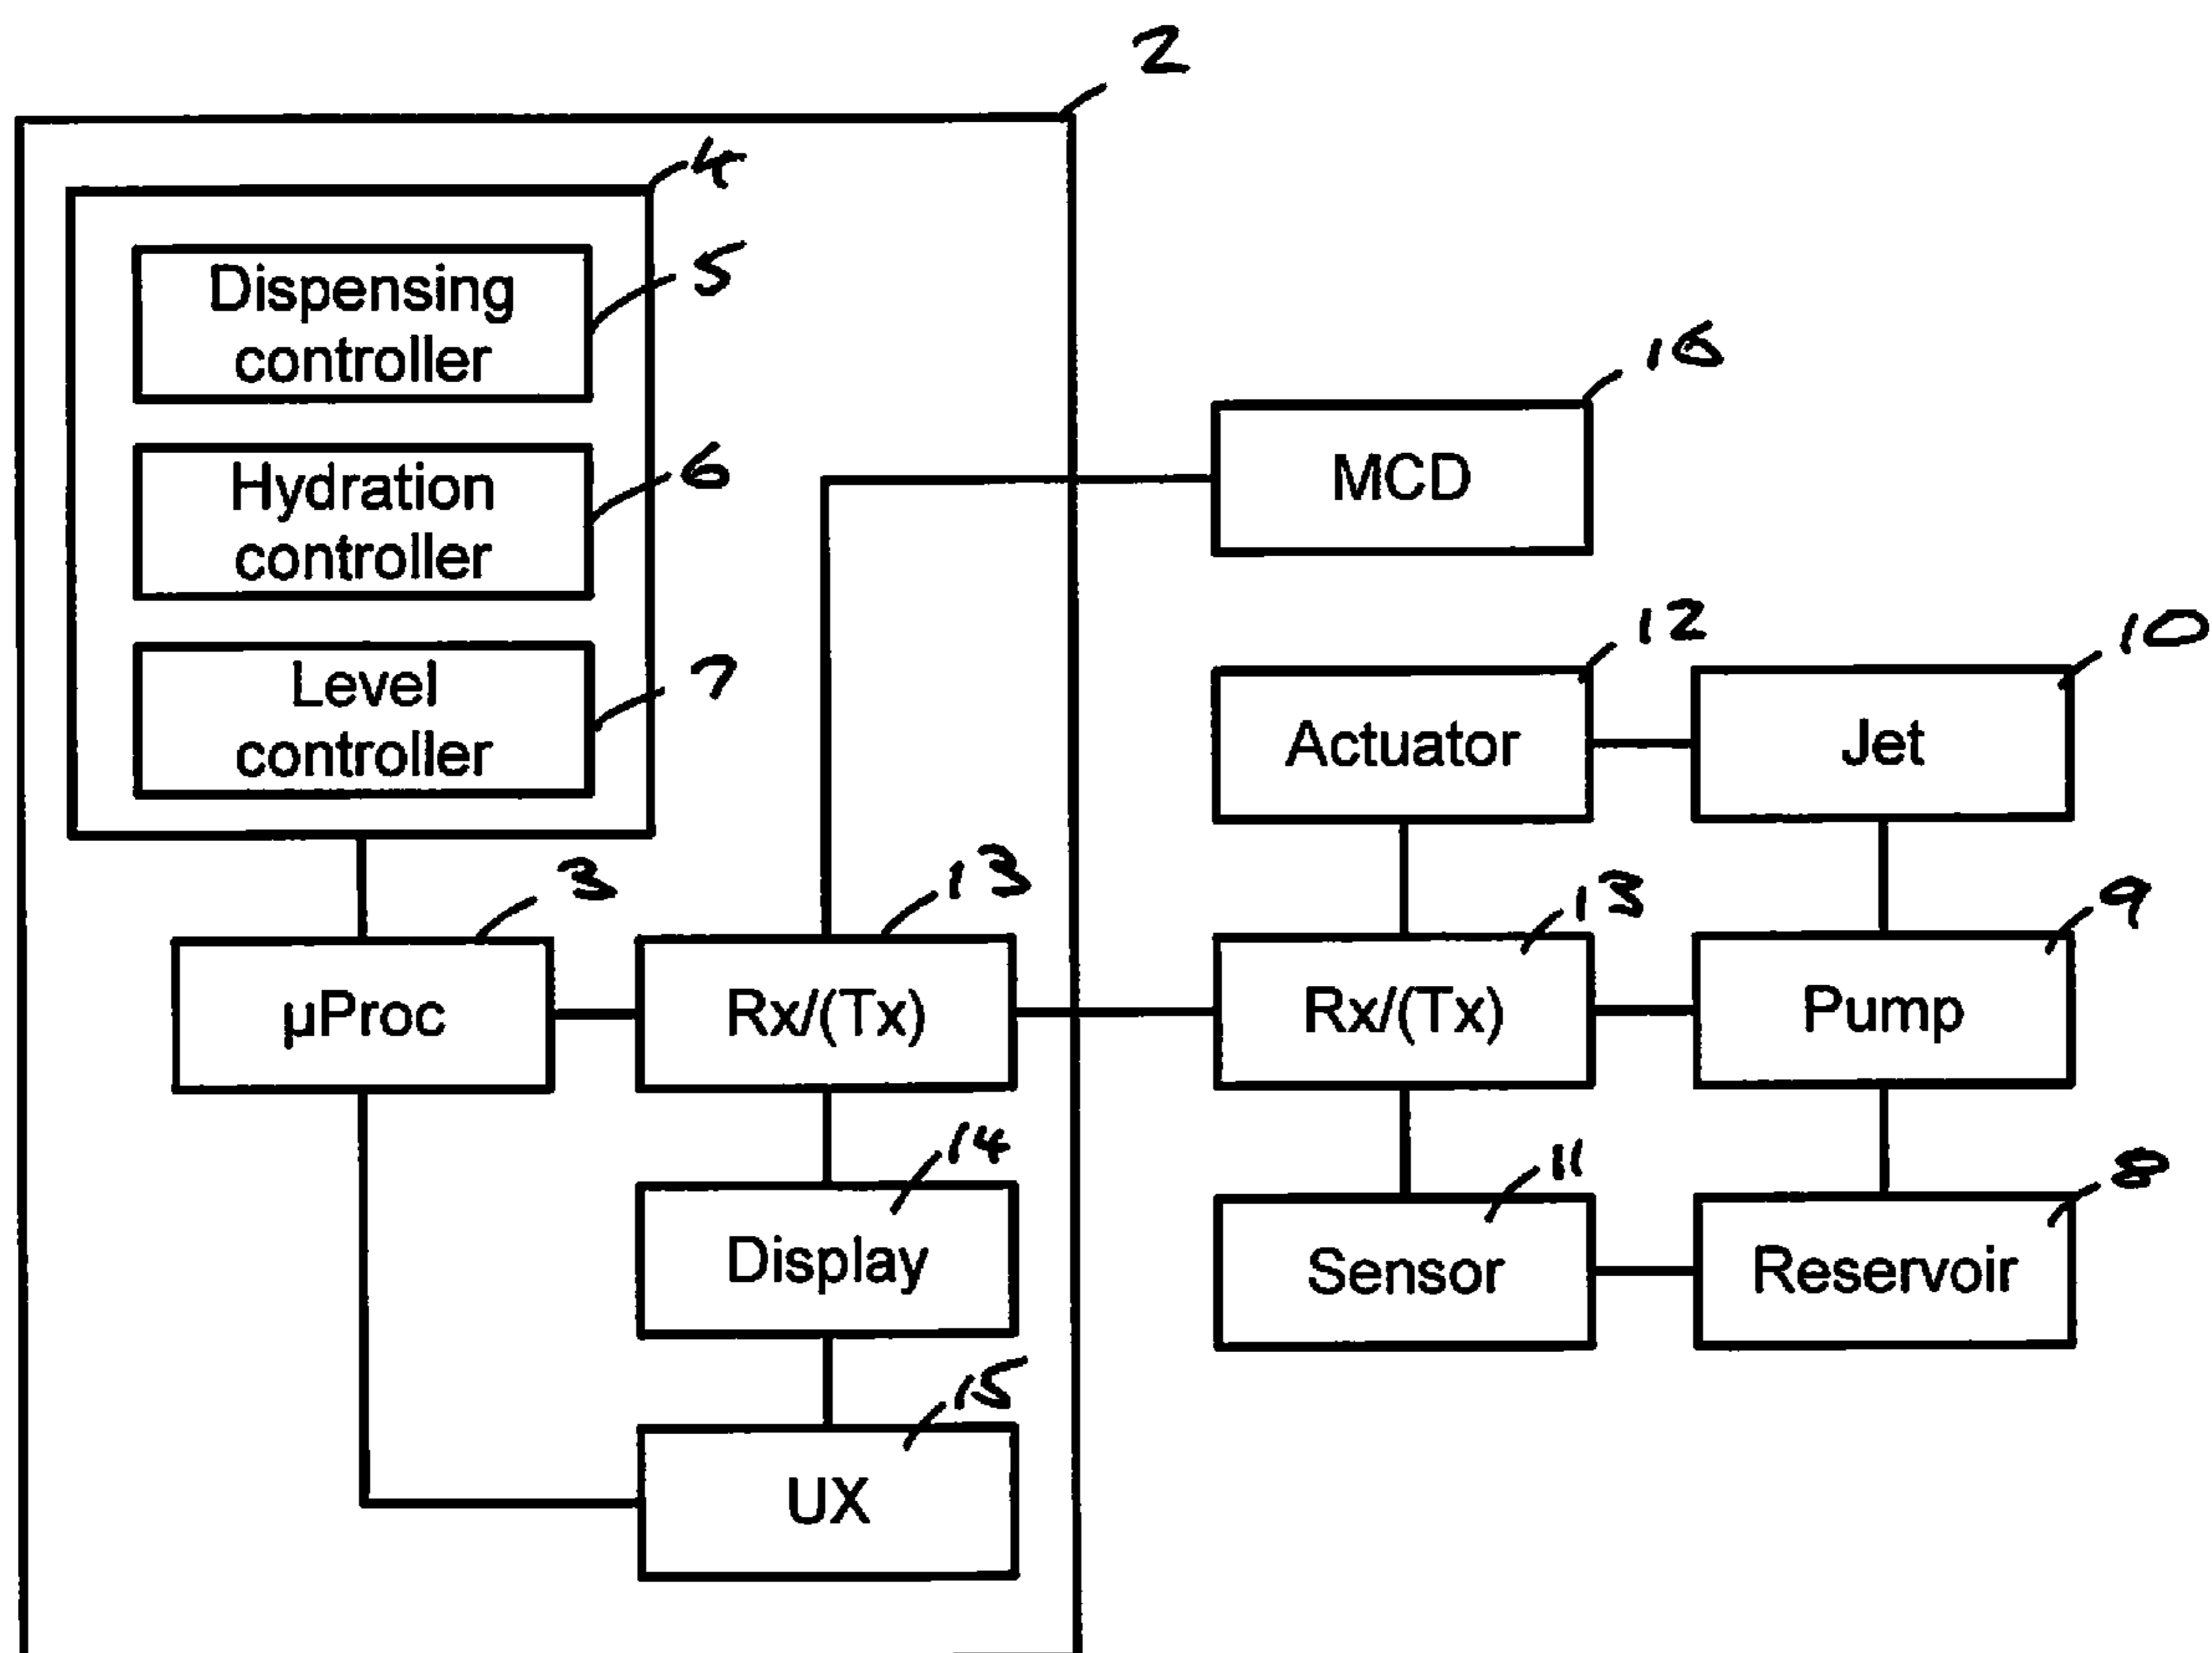 2
4
Dispensing
controller
5
Hydration
controller
6
Level
controller
7
16
MCD
12
Actuator
10
Jet
3
µProc
13
Rx/(Tx)
13
Rx/(Tx)
9
Pump
14
Display
11
Sensor
8
Reservoir
15
UX